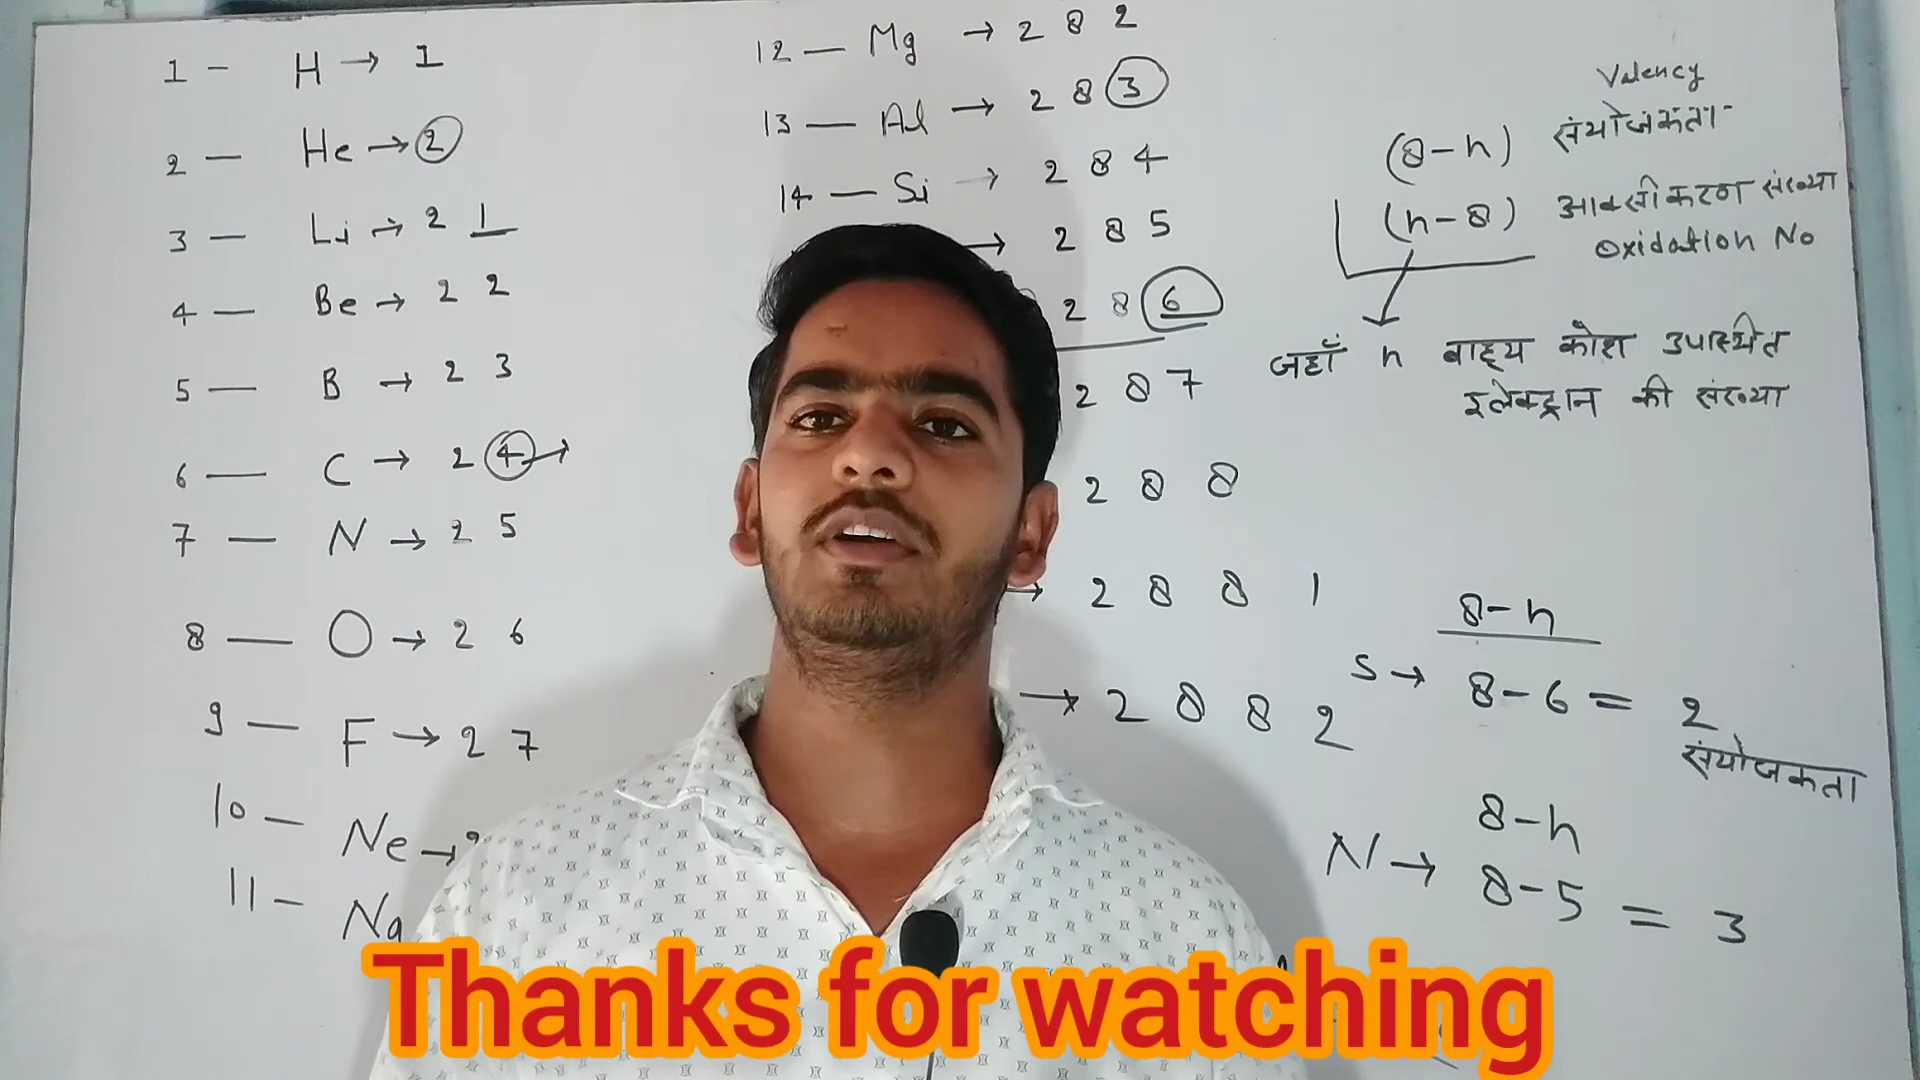 1 - H → 1
2 — He → 2
3 — Li → 2 1
4 — Be → 2 2
5 — B → 2 3
6 — C → 2 4 →
7 — N → 2 5
8 — O → 2 6
9 — F → 2 7
10 — Ne →
11 — Na
12 — Mg → 2 8 2
13 — Al → 2 8 3
14 — Si → 2 8 4
→ 2 8 5
2 8 6
2 8 7
2 8 8
→ 2 8 8 1
→ 2 8 8 2
Valency
(8-n) संयोजकता-
(n-8) आक्सीकरण संख्या
Oxidation No
जहाँ n बाह्य कोश उपस्थित
इलेक्ट्रान की संख्या
8-n
S → 8-6 = 2
संयोजकता
8-n
N → 8-5 = 3
Thanks for watching